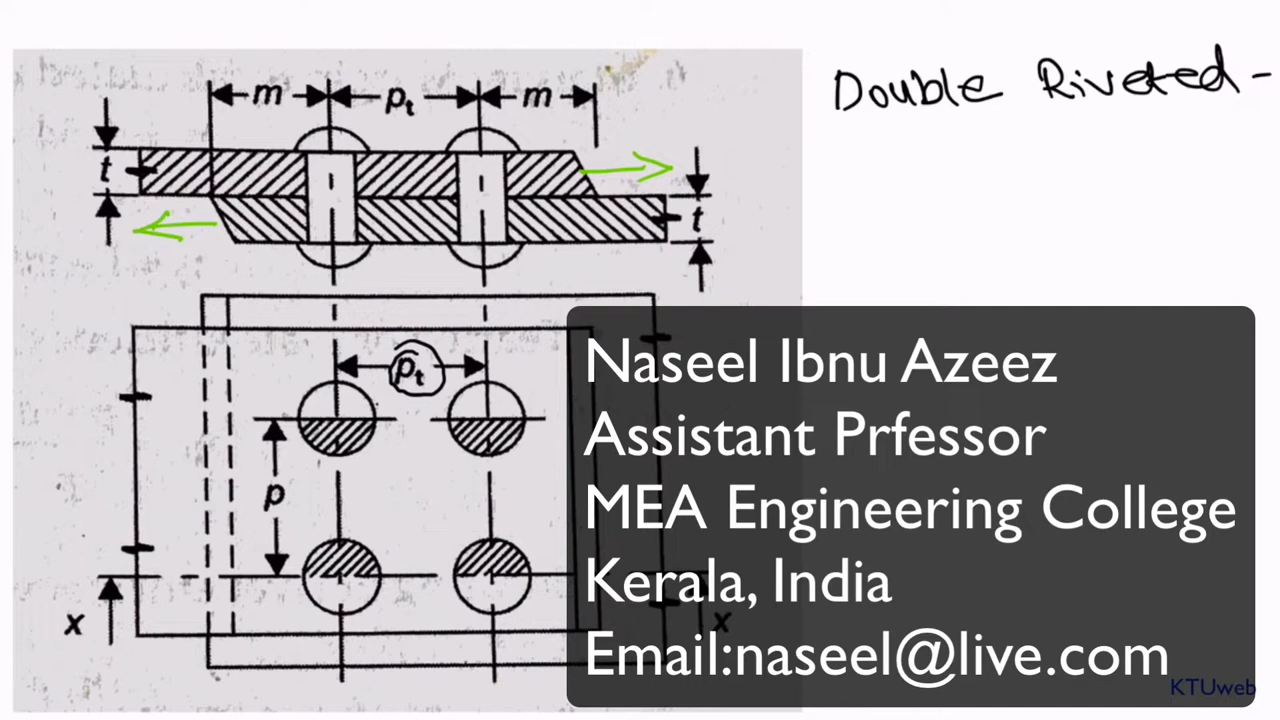 Double Riveted -
m pt m
t
t
pt
p
x
x
Naseel Ibnu Azeez
Assistant Prfessor
MEA Engineering College
Kerala, India
Email:naseel@live.com
KTUweb